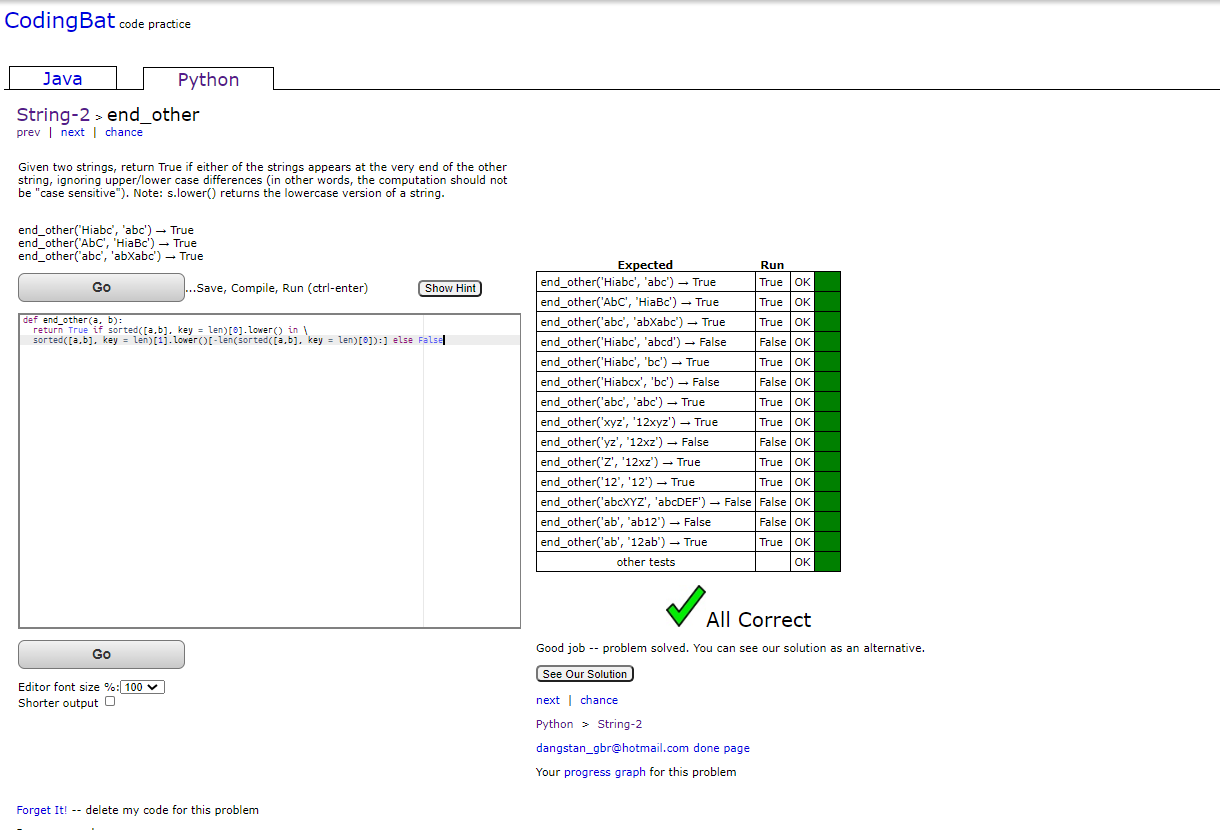 CodingBat code practice
Java
Python
String-2 > end_other
prev | next | chance
Given two strings, return True if either of the strings appears at the very end of the other
string, ignoring upper/lower case differences (in other words, the computation should not
be "case sensitive"). Note: s.lower() returns the lowercase version of a string.
end_other('Hiabc', 'abc') → True
end_other('AbC', 'HiaBc') → True
end_other('abc', 'abXabc') → True
Go ...Save, Compile, Run (ctrl-enter) Show Hint
def end_other(a, b):
return True if sorted([a,b], key = len)[0].lower() in \
sorted([a,b], key = len)[1].lower()[-len(sorted([a,b], key = len)[0]):] else False
Go
Editor font size %: 100
Shorter output
Expected Run
end_other('Hiabc', 'abc') → True True OK
end_other('AbC', 'HiaBc') → True True OK
end_other('abc', 'abXabc') → True True OK
end_other('Hiabc', 'abcd') → False False OK
end_other('Hiabc', 'bc') → True True OK
end_other('Hiabcx', 'bc') → False False OK
end_other('abc', 'abc') → True True OK
end_other('xyz', '12xyz') → True True OK
end_other('yz', '12xz') → False False OK
end_other('Z', '12xz') → True True OK
end_other('12', '12') → True True OK
end_other('abcXYZ', 'abcDEF') → False False OK
end_other('ab', 'ab12') → False False OK
end_other('ab', '12ab') → True True OK
other tests OK
All Correct
Good job -- problem solved. You can see our solution as an alternative.
See Our Solution
next | chance
Python > String-2
dangstan_gbr@hotmail.com done page
Your progress graph for this problem
Forget It! -- delete my code for this problem